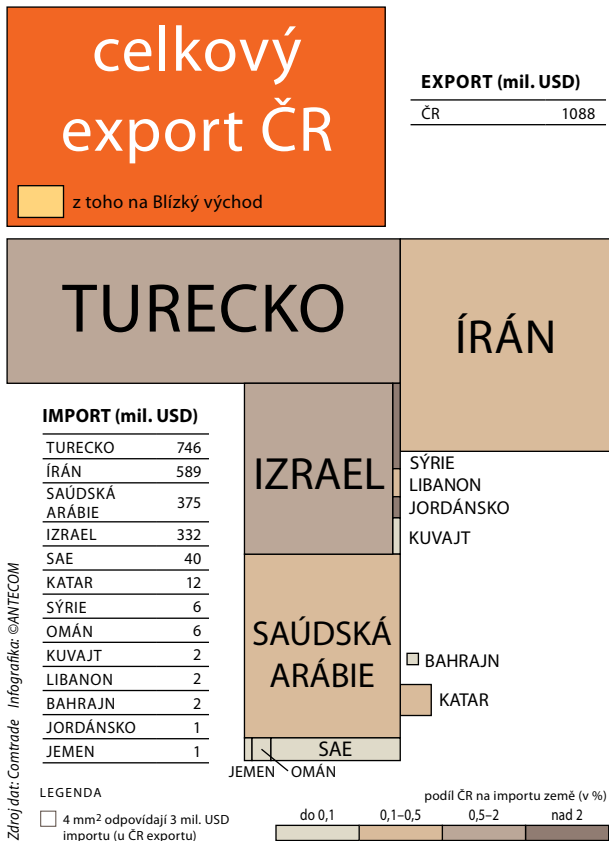 celkový
export ČR
z toho na Blízký východ
EXPORT (mil. USD)
ČR 1088
TURECKO
ÍRÁN
IZRAEL
SÝRIE
LIBANON
JORDÁNSKO
KUVAJT
SAÚDSKÁ
ARÁBIE
BAHRAJN
KATAR
SAE
JEMEN
OMÁN
IMPORT (mil. USD)
TURECKO 746
ÍRÁN 589
SAÚDSKÁ
ARÁBIE 375
IZRAEL 332
SAE 40
KATAR 12
SÝRIE 6
OMÁN 6
KUVAJT 2
LIBANON 2
BAHRAJN 2
JORDÁNSKO 1
JEMEN 1
Zdroj dat: Comtrade Infografika: ©ANTECOM
LEGENDA
4 mm² odpovídají 3 mil. USD
importu (u ČR exportu)
podíl ČR na importu země (v %)
do 0,1 0,1–0,5 0,5–2 nad 2